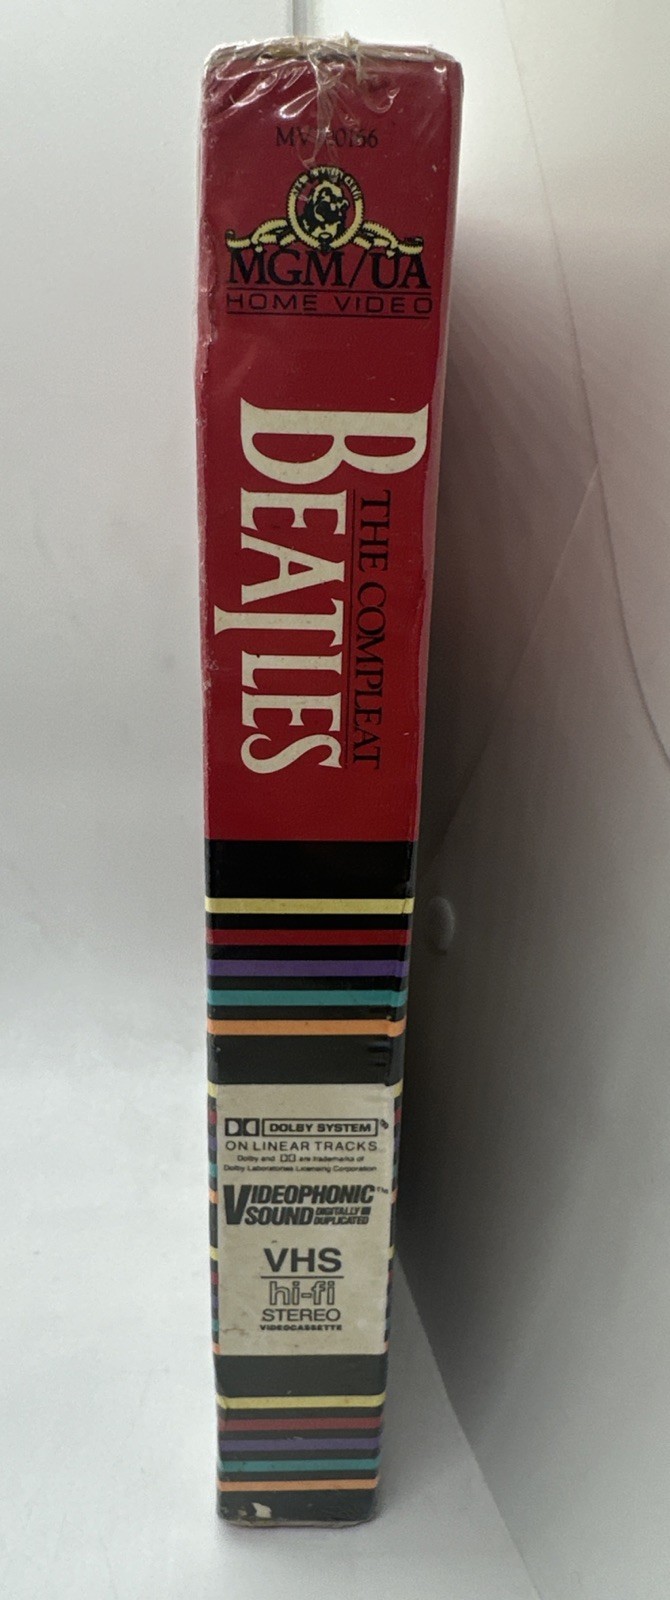 MGM/UA
HOME VIDEO
THE COMPLEAT
BEATLES
DOLBY SYSTEM®
ON LINEAR TRACKS
Dolby and are trademarks of
Dolby Laboratories Licensing Corporation
VIDEOPHONIC™
SOUND DIGITALLY DUPLICATED
VHS
hi-fi
STEREO
VIDEOCASSETTE